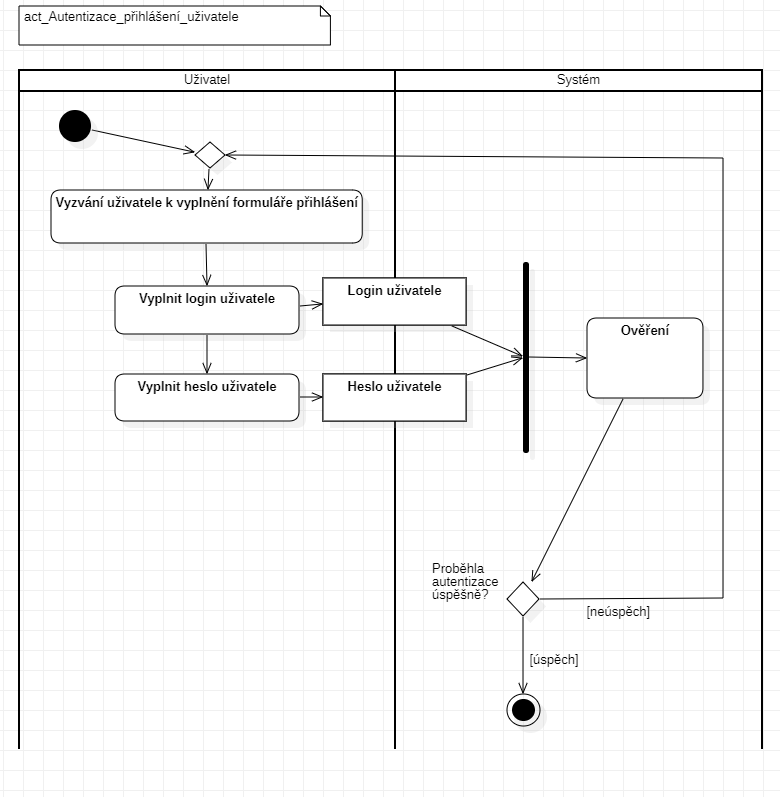 act_Autentizace_přihlášení_uživatele
Uživatel
Systém
Vyzvání uživatele k vyplnění formuláře přihlášení
Vyplnit login uživatele
Login uživatele
Ověření
Vyplnit heslo uživatele
Heslo uživatele
Proběhla
autentizace
úspěšně?
[neúspěch]
[úspěch]